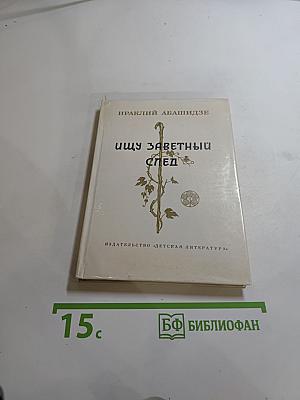 ИРАКЛИЙ АБАШИДЗЕ
ИЩУ ЗАВЕТНЫЙ
СЛЕД
ИЗДАТЕЛЬСТВО «ДЕТСКАЯ ЛИТЕРАТУРА»
15с
БФ БИБЛИОФАН